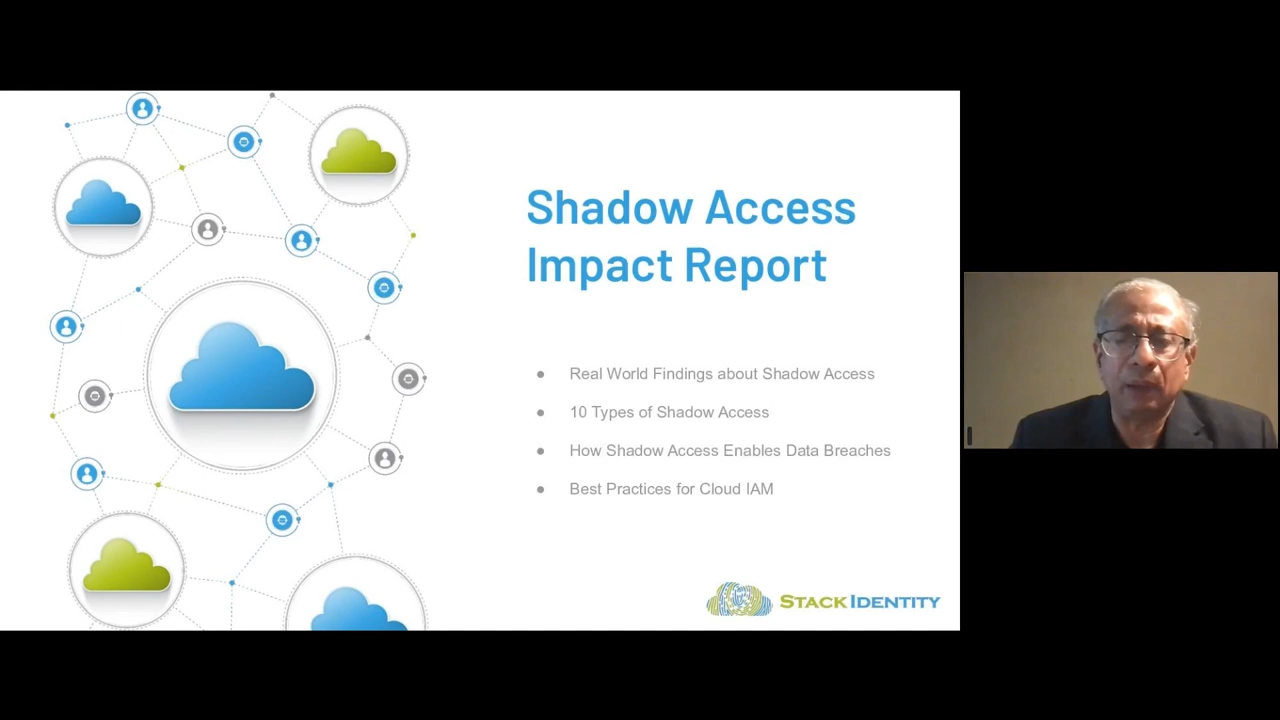 Shadow Access
Impact Report
● Real World Findings about Shadow Access
● 10 Types of Shadow Access
● How Shadow Access Enables Data Breaches
● Best Practices for Cloud IAM
STACK IDENTITY